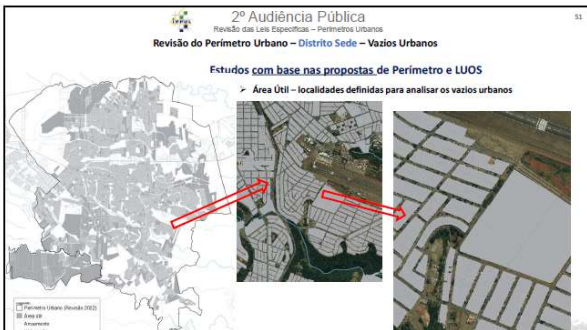 IPPUL
2º Audiência Pública
51
Revisão das Leis Específicas – Perímetros Urbanos
Revisão do Perímetro Urbano – Distrito Sede – Vazios Urbanos
Estudos com base nas propostas de Perímetro e LUOS
➢ Área Útil – localidades definidas para analisar os vazios urbanos
Perímetro Urbano (Revisão 2022)
Área útil
Arruamento